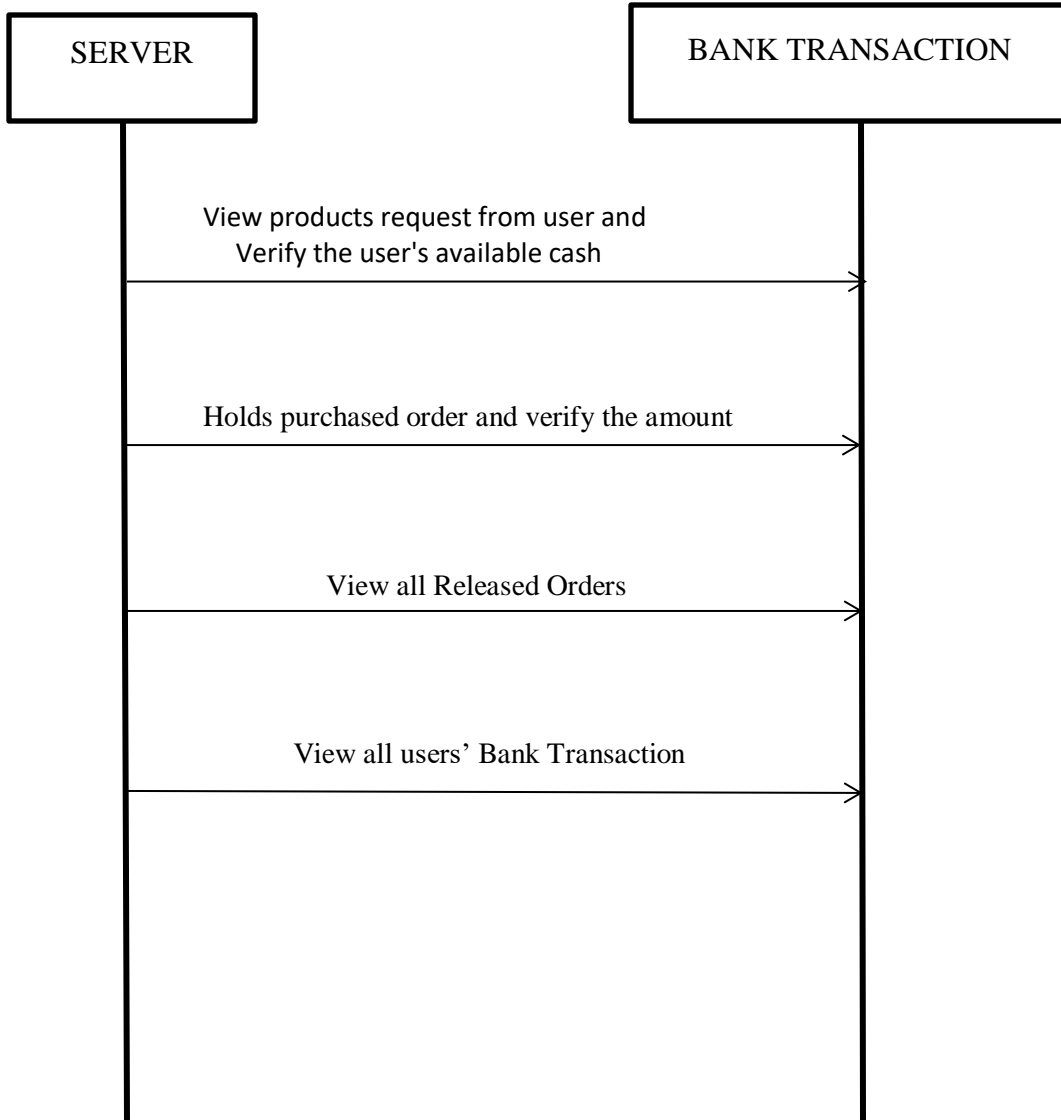 SERVER
BANK TRANSACTION
View products request from user and
Verify the user's available cash
Holds purchased order and verify the amount
View all Released Orders
View all users’ Bank Transaction